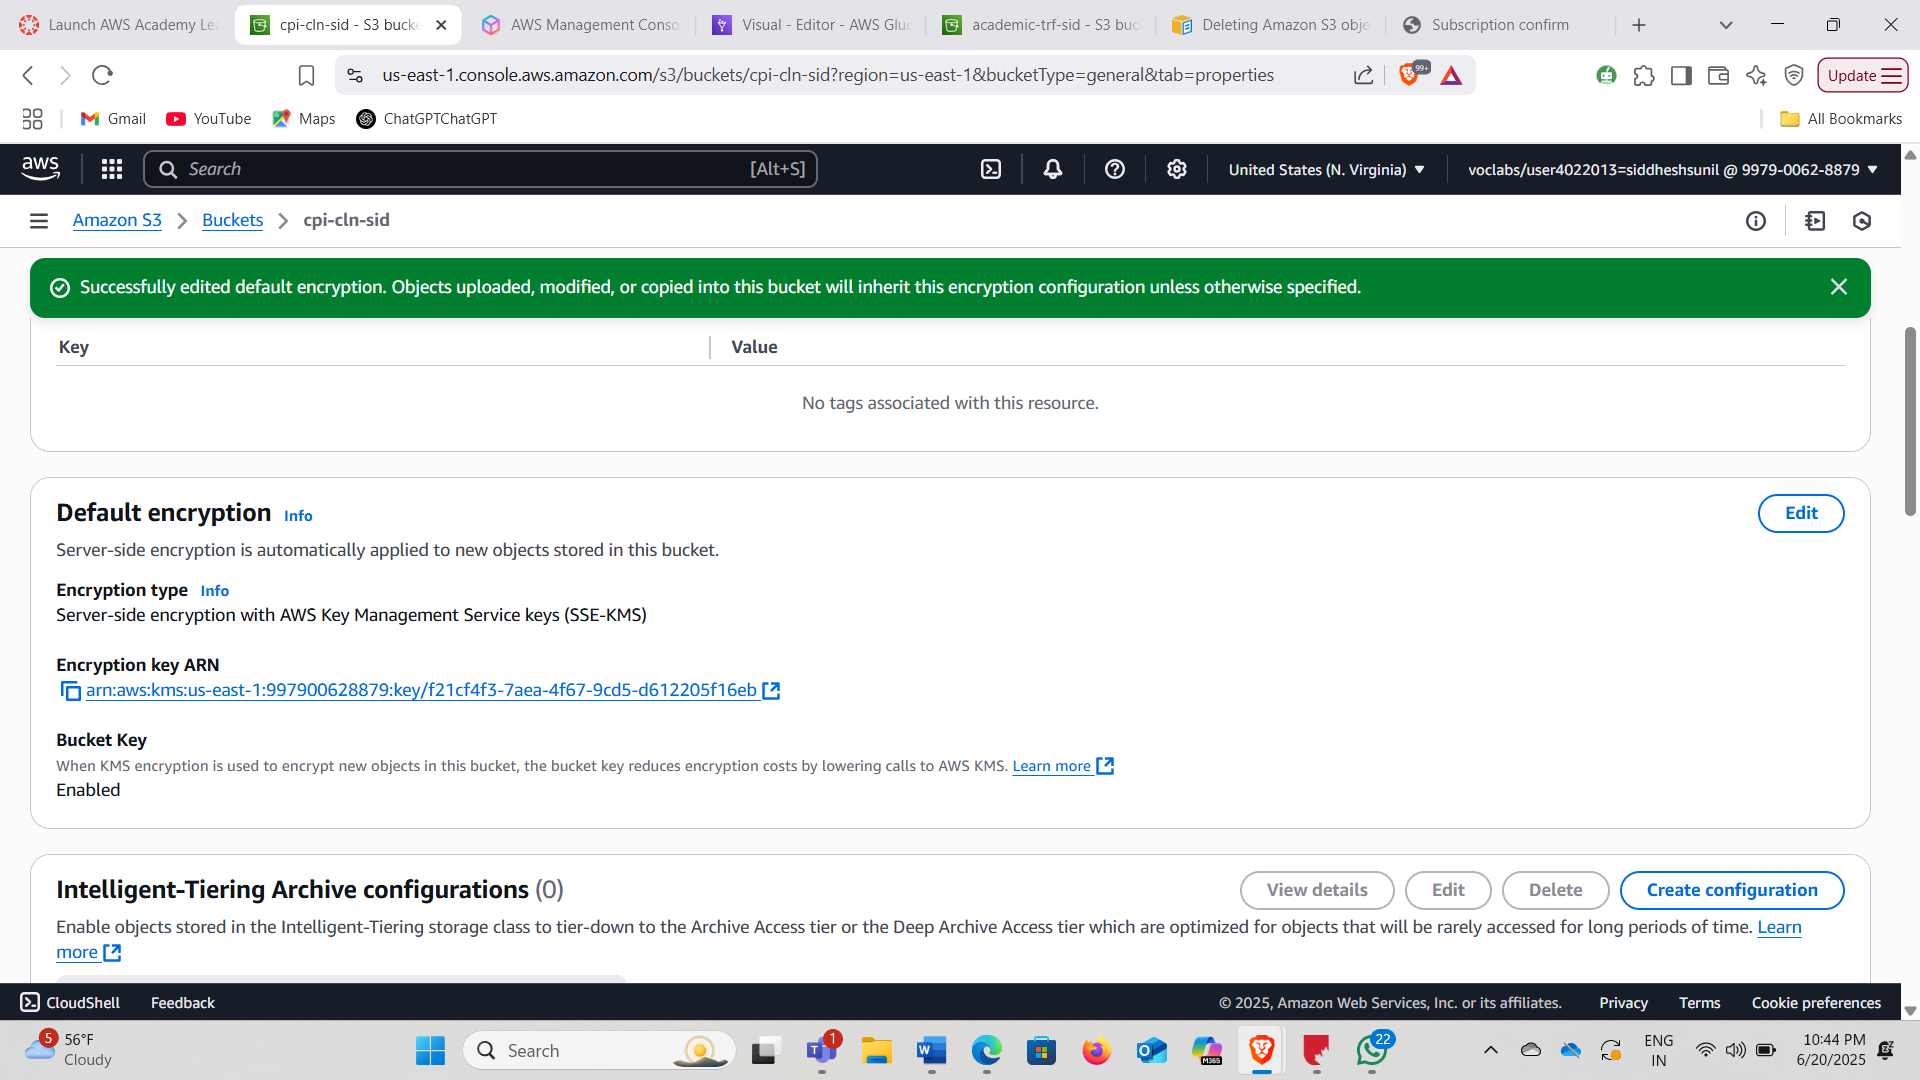 Launch AWS Academy Lea
cpi-cln-sid - S3 bucke
AWS Management Conso
Visual - Editor - AWS Glue
academic-trf-sid - S3 buc
Deleting Amazon S3 obje
Subscription confirm
us-east-1.console.aws.amazon.com/s3/buckets/cpi-cln-sid?region=us-east-1&bucketType=general&tab=properties
99+
Update
Gmail
YouTube
Maps
ChatGPTChatGPT
All Bookmarks
aws
Search
[Alt+S]
United States (N. Virginia)
voclabs/user4022013=siddheshsunil @ 9979-0062-8879
Amazon S3
Buckets
cpi-cln-sid
Successfully edited default encryption. Objects uploaded, modified, or copied into this bucket will inherit this encryption configuration unless otherwise specified.
Key
Value
No tags associated with this resource.
Default encryption Info
Edit
Server-side encryption is automatically applied to new objects stored in this bucket.
Encryption type Info
Server-side encryption with AWS Key Management Service keys (SSE-KMS)
Encryption key ARN
arn:aws:kms:us-east-1:997900628879:key/f21cf4f3-7aea-4f67-9cd5-d612205f16eb
Bucket Key
When KMS encryption is used to encrypt new objects in this bucket, the bucket key reduces encryption costs by lowering calls to AWS KMS. Learn more
Enabled
Intelligent-Tiering Archive configurations (0)
View details
Edit
Delete
Create configuration
Enable objects stored in the Intelligent-Tiering storage class to tier-down to the Archive Access tier or the Deep Archive Access tier which are optimized for objects that will be rarely accessed for long periods of time. Learn
more
CloudShell
Feedback
© 2025, Amazon Web Services, Inc. or its affiliates.
Privacy
Terms
Cookie preferences
5
56°F
Cloudy
Search
1
M365
22
ENG
IN
10:44 PM
6/20/2025